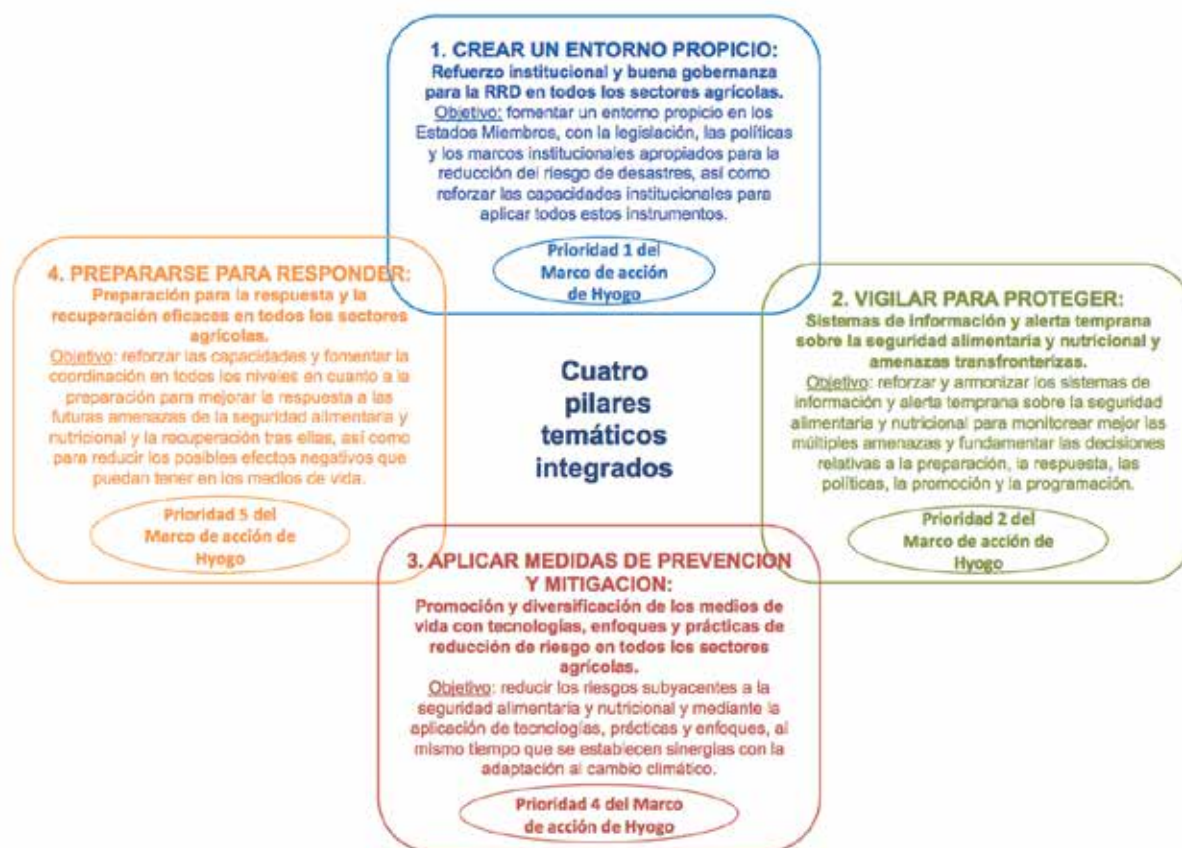 1. CREAR UN ENTORNO PROPICIO:
Refuerzo institucional y buena gobernanza
para la RRD en todos los sectores agrícolas.
Objetivo: fomentar un entorno propicio en los
Estados Miembros, con la legislación, las políticas
y los marcos institucionales apropiados para la
reducción del riesgo de desastres, así como
reforzar las capacidades institucionales para
aplicar todos estos instrumentos.
Prioridad 1 del
Marco de acción
de Hyogo
4. PREPARARSE PARA RESPONDER:
Preparación para la respuesta y la
recuperación eficaces en todos los sectores
agrícolas.
Objetivo: reforzar las capacidades y fomentar la
coordinación en todos los niveles en cuanto a la
preparación para mejorar la respuesta a las
futuras amenazas de la seguridad alimentaria y
nutricional y la recuperación tras ellas, así como
para reducir los posibles efectos negativos que
puedan tener en los medios de vida.
Prioridad 5 del
Marco de acción de
Hyogo
Cuatro
pilares
temáticos
integrados
2. VIGILAR PARA PROTEGER:
Sistemas de información y alerta temprana
sobre la seguridad alimentaria y nutricional y
amenazas transfronterizas.
Objetivo: reforzar y armonizar los sistemas de
información y alerta temprana sobre la seguridad
alimentaria y nutricional para monitorear mejor las
múltiples amenazas y fundamentar las decisiones
relativas a la preparación, la respuesta, las
políticas, la promoción y la programación.
Prioridad 2 del
Marco de acción de
Hyogo
3. APLICAR MEDIDAS DE PREVENCION
Y MITIGACION:
Promoción y diversificación de los medios de
vida con tecnologías, enfoques y prácticas de
reducción de riesgo en todos los sectores
agrícolas.
Objetivo: reducir los riesgos subyacentes a la
seguridad alimentaria y nutricional y mediante la
aplicación de tecnologías, prácticas y enfoques, al
mismo tiempo que se establecen sinergias con la
adaptación al cambio climático.
Prioridad 4 del Marco
de acción de Hyogo